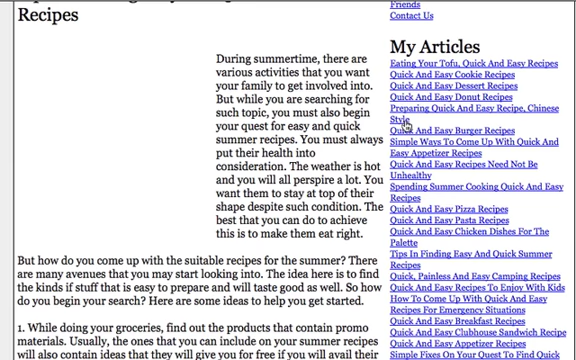 Recipes
During summertime, there are
various activities that you want
your family to get involved into.
But while you are searching for
such topic, you must also begin
your quest for easy and quick
summer recipes. You must always
put their health into
consideration. The weather is hot
and you will all perspire a lot. You
want them to stay at top of their
shape despite such condition. The
best that you can do to achieve
this is to make them eat right.
But how do you come up with the suitable recipes for the summer? There
are many avenues that you may start looking into. The idea here is to find
the kinds if stuff that is easy to prepare and will taste good as well. So how
do you begin your search? Here are some ideas to help you get started.
1. While doing your groceries, find out the products that contain promo
materials. Usually, the ones that you can include on your summer recipes
will also contain ideas that they will give you for free if you will avail their
Friends
Contact Us
My Articles
Eating Your Tofu, Quick And Easy Recipes
Quick And Easy Cookie Recipes
Quick And Easy Dessert Recipes
Quick And Easy Donut Recipes
Preparing Quick And Easy Recipe, Chinese
Style
Quick And Easy Burger Recipes
Simple Ways To Come Up With Quick And
Easy Appetizer Recipes
Quick And Easy Recipes Need Not Be
Unhealthy
Spending Summer Cooking Quick And Easy
Recipes
Quick And Easy Pizza Recipes
Quick And Easy Pasta Recipes
Quick And Easy Chicken Dishes For The
Palette
Tips In Finding Easy And Quick Summer
Recipes
Quick, Painless And Easy Camping Recipes
Quick And Easy Recipes To Enjoy With Kids
How To Come Up With Quick And Easy
Recipes For Emergency Situations
Quick And Easy Breakfast Recipes
Quick And Easy Clubhouse Sandwich Recipe
Quick And Easy Appetizer Recipes
Simple Fixes On Your Quest To Find Quick